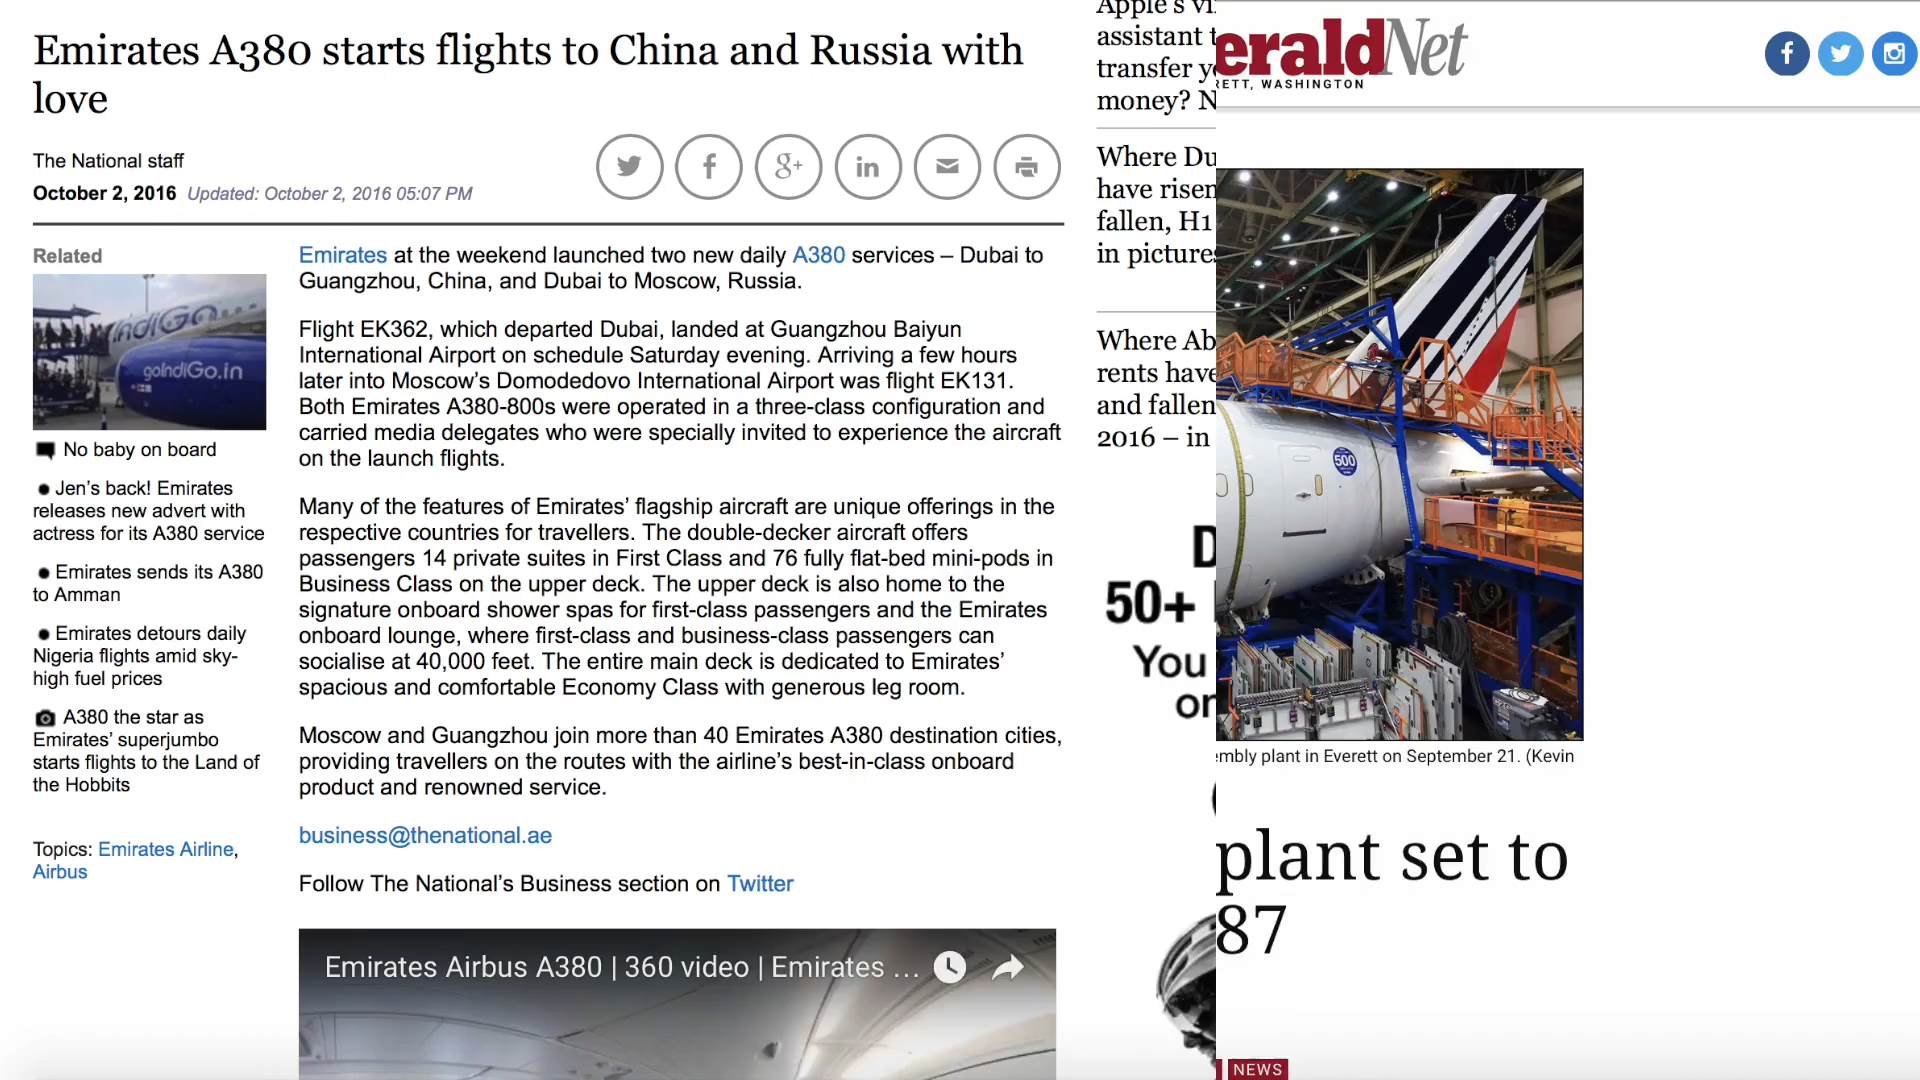 Emirates A380 starts flights to China and Russia with
love
The National staff
October 2, 2016 Updated: October 2, 2016 05:07 PM
Related
IndiGo
goIndiGo.in
No baby on board
Jen's back! Emirates
releases new advert with
actress for its A380 service
Emirates sends its A380
to Amman
Emirates detours daily
Nigeria flights amid sky-
high fuel prices
A380 the star as
Emirates' superjumbo
starts flights to the Land of
the Hobbits
Topics: Emirates Airline,
Airbus
Emirates at the weekend launched two new daily A380 services – Dubai to
Guangzhou, China, and Dubai to Moscow, Russia.
Flight EK362, which departed Dubai, landed at Guangzhou Baiyun
International Airport on schedule Saturday evening. Arriving a few hours
later into Moscow's Domodedovo International Airport was flight EK131.
Both Emirates A380-800s were operated in a three-class configuration and
carried media delegates who were specially invited to experience the aircraft
on the launch flights.
Many of the features of Emirates' flagship aircraft are unique offerings in the
respective countries for travellers. The double-decker aircraft offers
passengers 14 private suites in First Class and 76 fully flat-bed mini-pods in
Business Class on the upper deck. The upper deck is also home to the
signature onboard shower spas for first-class passengers and the Emirates
onboard lounge, where first-class and business-class passengers can
socialise at 40,000 feet. The entire main deck is dedicated to Emirates'
spacious and comfortable Economy Class with generous leg room.
Moscow and Guangzhou join more than 40 Emirates A380 destination cities,
providing travellers on the routes with the airline's best-in-class onboard
product and renowned service.
business@thenational.ae
Follow The National's Business section on Twitter
Emirates Airbus A380 | 360 video | Emirates ...
Apple's vi
assistant t
transfer y
money? N
Where Du
have risen
fallen, H1
in pictures
Where Ab
rents have
and fallen
2016 – in
D
50+
You
or
eraldNet
RETT, WASHINGTON
500
embly plant in Everett on September 21. (Kevin
plant set to
87
NEWS